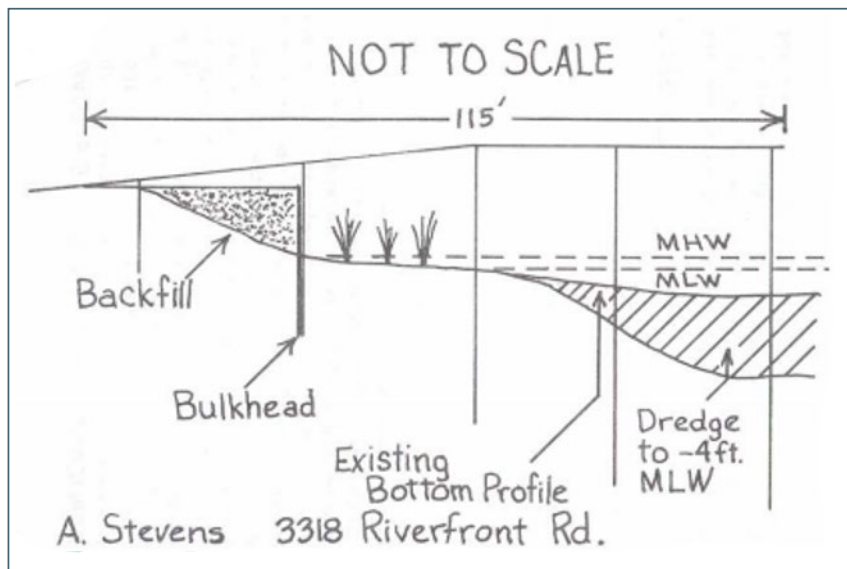 NOT TO SCALE
115'
MHW
MLW
Backfill
Bulkhead
Existing
Bottom Profile
Dredge
to -4ft.
MLW
A. Stevens 3318 Riverfront Rd.